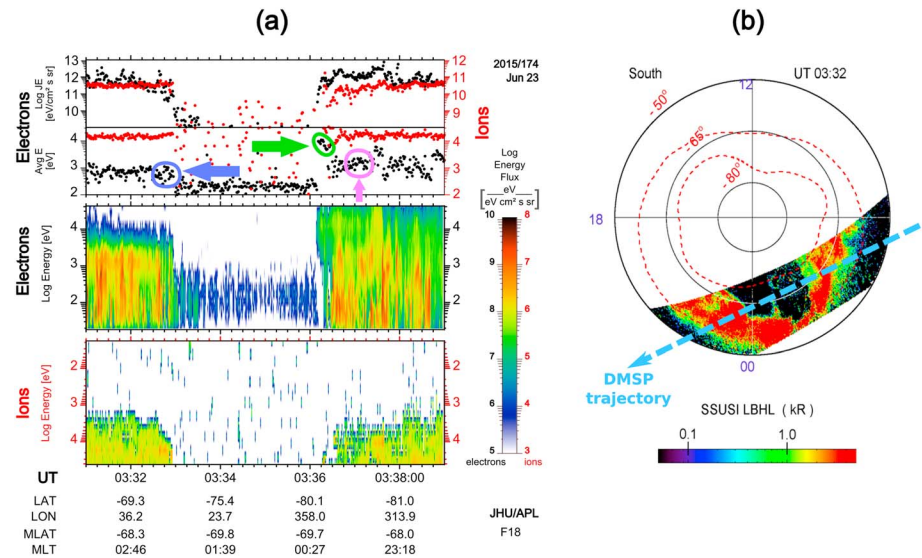 (a)
(b)
Electrons
Log JE
[eV/cm² s sr]
13
12
11
10
12
11
10
9
Ions
2015/174
Jun 23
Avg E
[eV]
4
3
2
4
3
2
Log
Energy
Flux
eV
eV cm² s sr
10 8
9 7
8 6
7 5
6 4
5 3
electrons ions
Electrons
Log Energy [eV]
4
3
2
Ions
Log Energy [eV]
2
3
4
2
3
4
UT 03:32 03:34 03:36 03:38:00
LAT -69.3 -75.4 -80.1 -81.0
LON 36.2 23.7 358.0 313.9
MLAT -68.3 -69.8 -69.7 -68.0
MLT 02:46 01:39 00:27 23:18
JHU/APL
F18
South
UT 03:32
12
-50°
-65°
-80°
18
00
DMSP
trajectory
SSUSI LBHL ( kR )
0.1 1.0